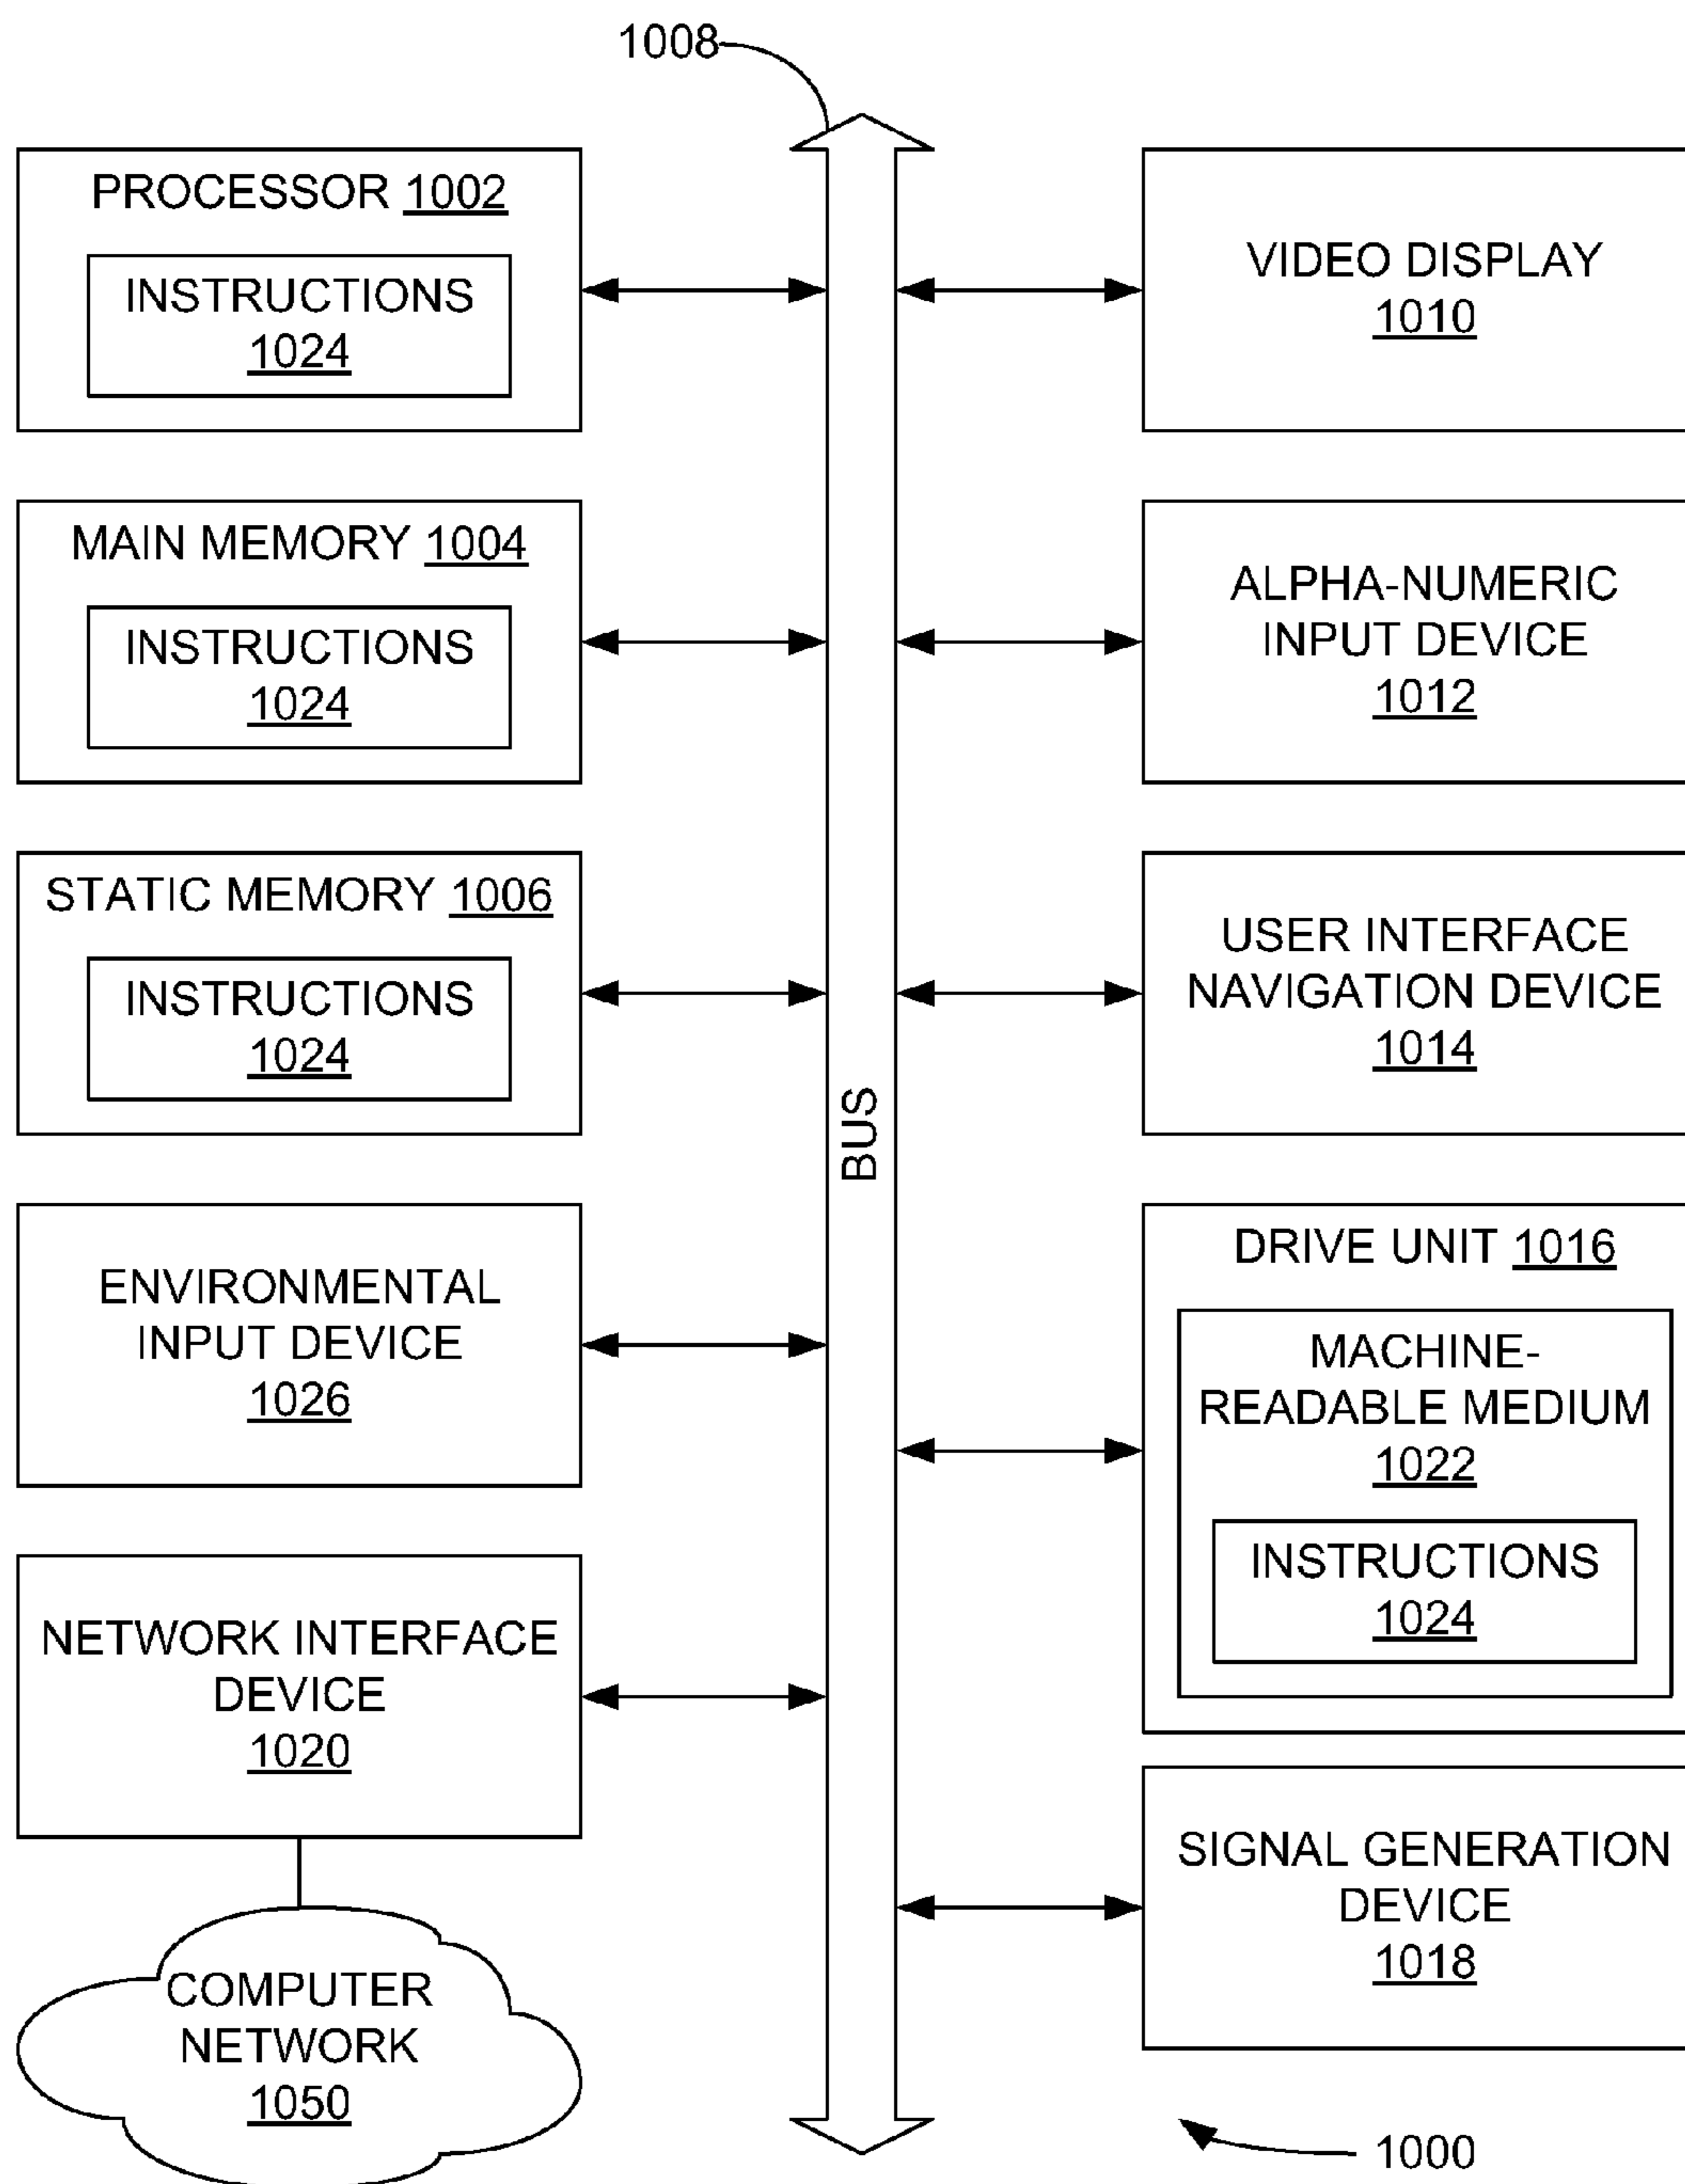 1008
PROCESSOR 1002
INSTRUCTIONS
1024
MAIN MEMORY 1004
INSTRUCTIONS
1024
STATIC MEMORY 1006
INSTRUCTIONS
1024
ENVIRONMENTAL
INPUT DEVICE
1026
NETWORK INTERFACE
DEVICE
1020
COMPUTER
NETWORK
1050
BUS
VIDEO DISPLAY
1010
ALPHA-NUMERIC
INPUT DEVICE
1012
USER INTERFACE
NAVIGATION DEVICE
1014
DRIVE UNIT 1016
MACHINE-
READABLE MEDIUM
1022
INSTRUCTIONS
1024
SIGNAL GENERATION
DEVICE
1018
1000